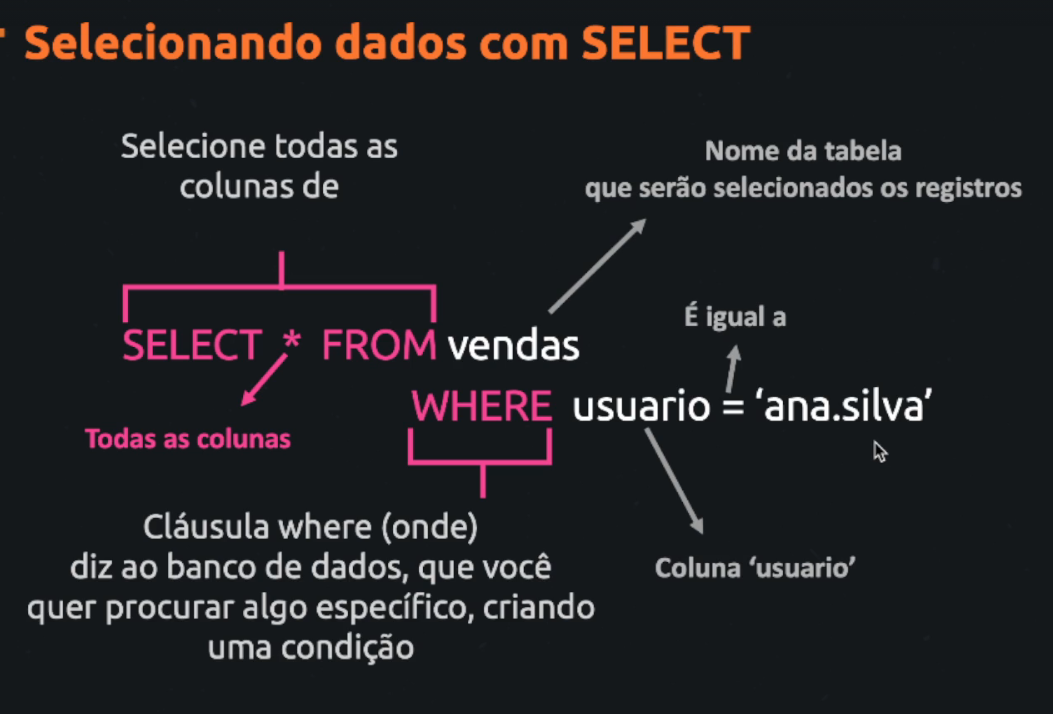 Selecionando dados com SELECT
Selecione todas as
colunas de
Nome da tabela
que serão selecionados os registros
É igual a
SELECT * FROM vendas
WHERE usuario = ‘ana.silva’
Todas as colunas
Cláusula where (onde)
diz ao banco de dados, que você
quer procurar algo específico, criando
uma condição
Coluna ‘usuario’